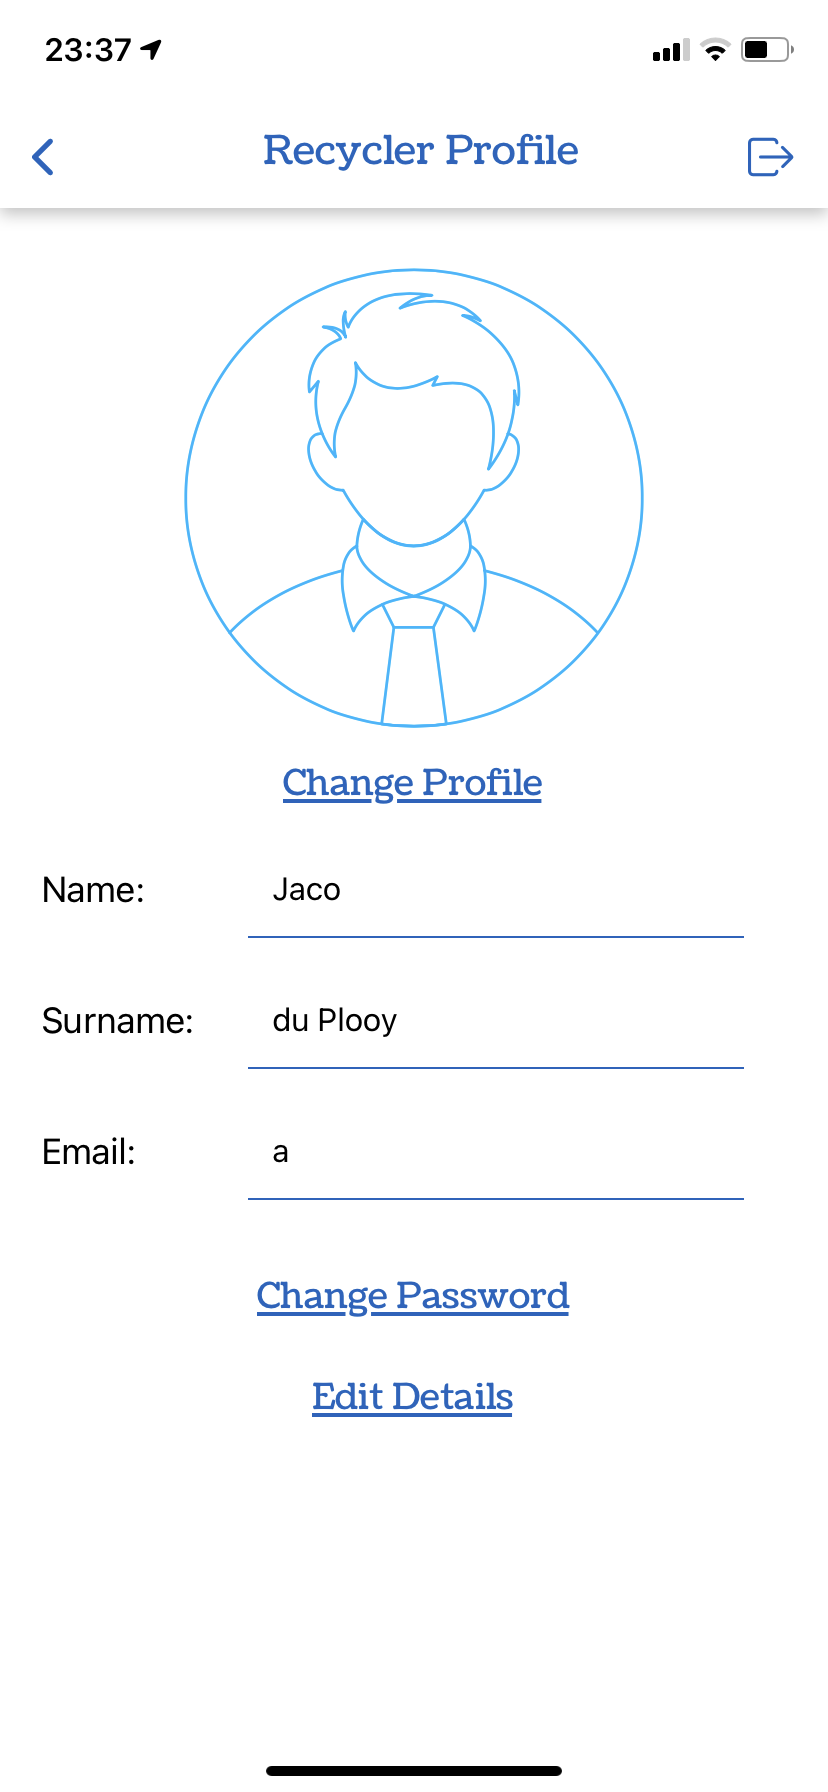 23:37
Recycler Profile
Change Profile
Name: Jaco
Surname: du Plooy
Email: a
Change Password
Edit Details